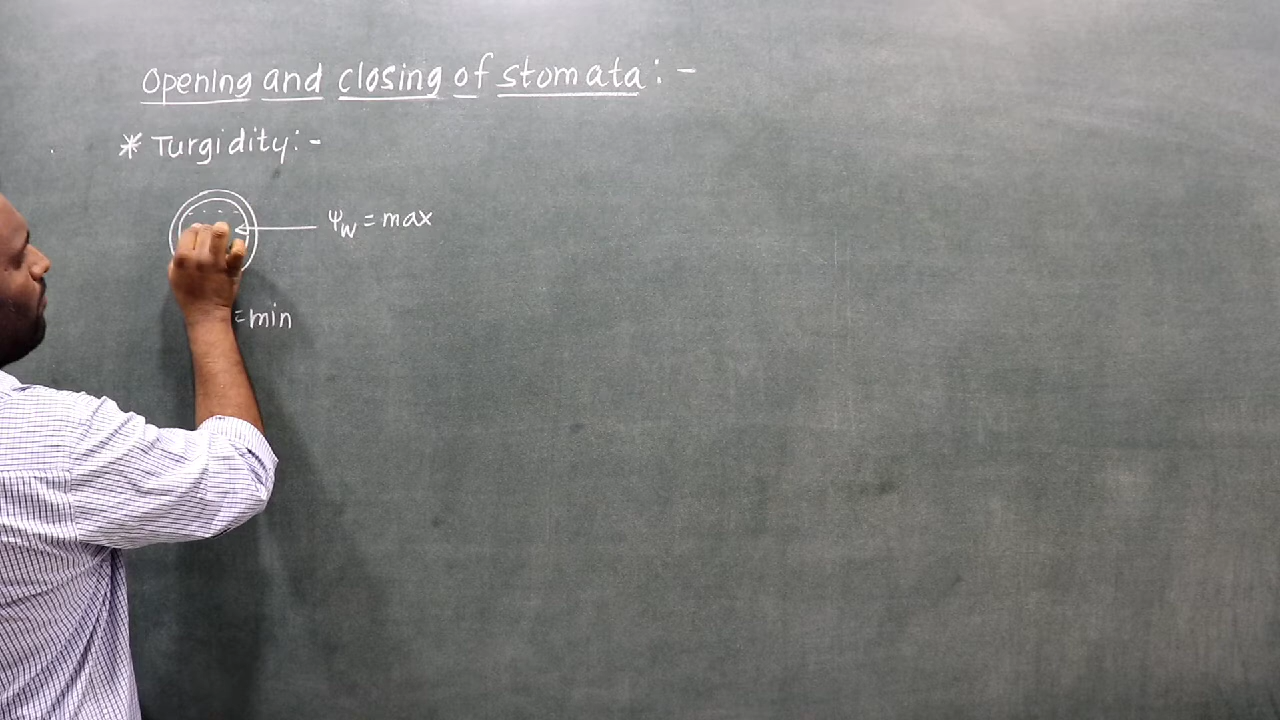 Opening and closing of stomata:-
* Turgidity:-
Ψw = max
= min